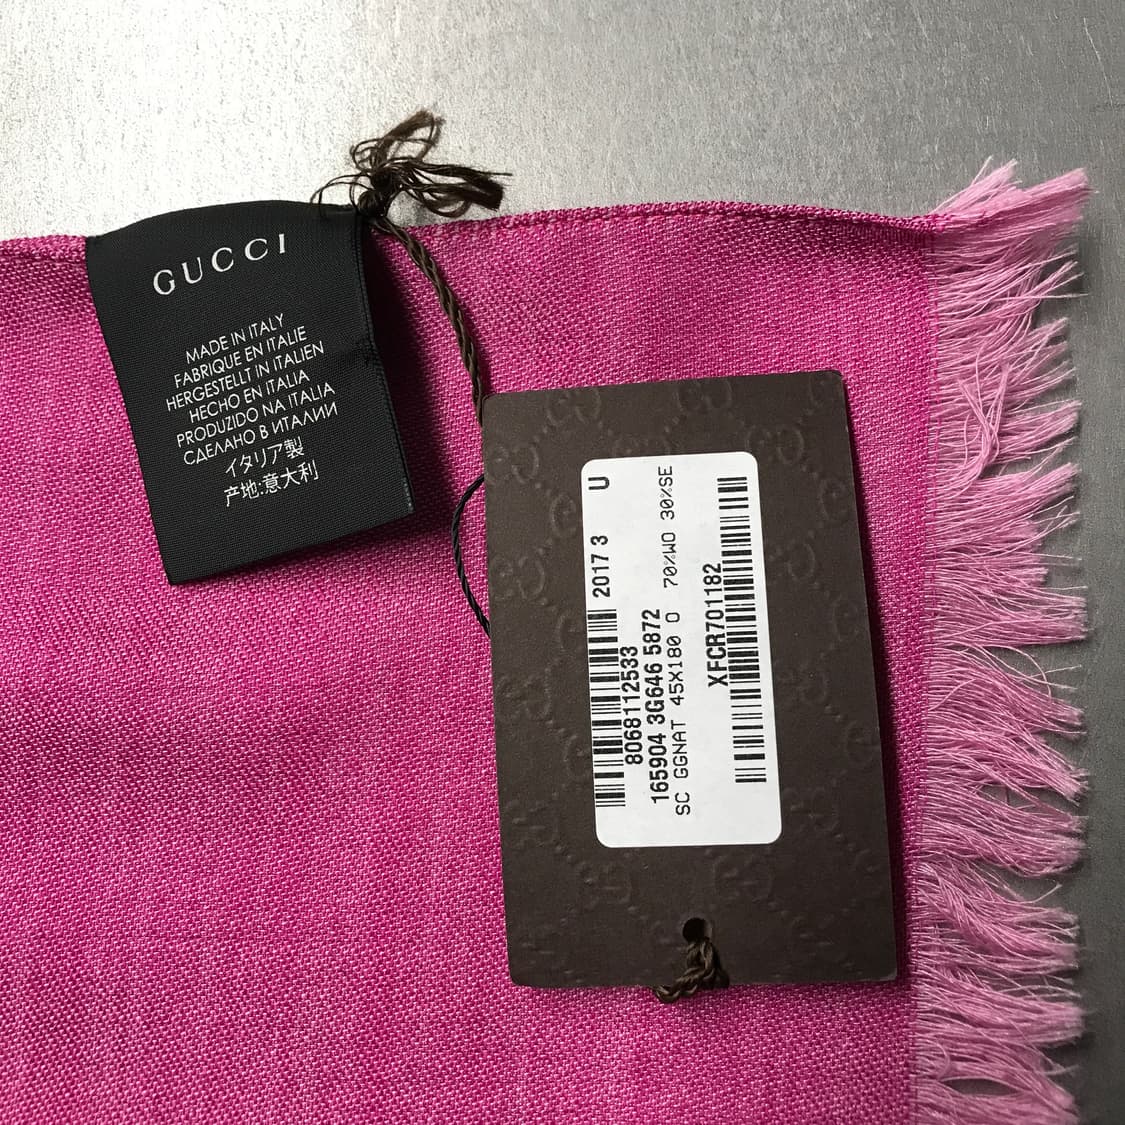 GUCCI
MADE IN ITALY
FABRIQUE EN ITALIE
HERGESTELLT IN ITALIEN
HECHO EN ITALIA
PRODUZIDO NA ITALIA
СДЕЛАНО В ИТАЛИИ
イタリア製
产地:意大利
2017 3 U
8068112533
165904 3G646 5872
SC GGNAT 45X180 O 70%WO 30%SE
XFCR701182